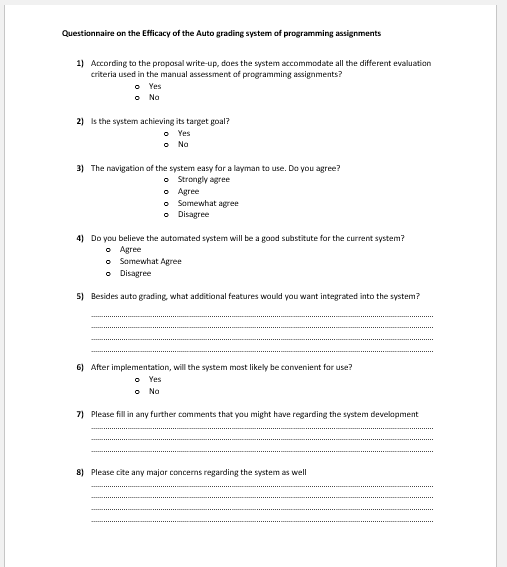 Questionnaire on the Efficacy of the Auto grading system of programming assignments
1) According to the proposal write-up, does the system accommodate all the different evaluation
criteria used in the manual assessment of programming assignments?
o Yes
o No
2) Is the system achieving its target goal?
o Yes
o No
3) The navigation of the system easy for a layman to use. Do you agree?
o Strongly agree
o Agree
o Somewhat agree
o Disagree
4) Do you believe the automated system will be a good substitute for the current system?
o Agree
o Somewhat Agree
o Disagree
5) Besides auto grading, what additional features would you want integrated into the system?
6) After implementation, will the system most likely be convenient for use?
o Yes
o No
7) Please fill in any further comments that you might have regarding the system development
8) Please cite any major concerns regarding the system as well